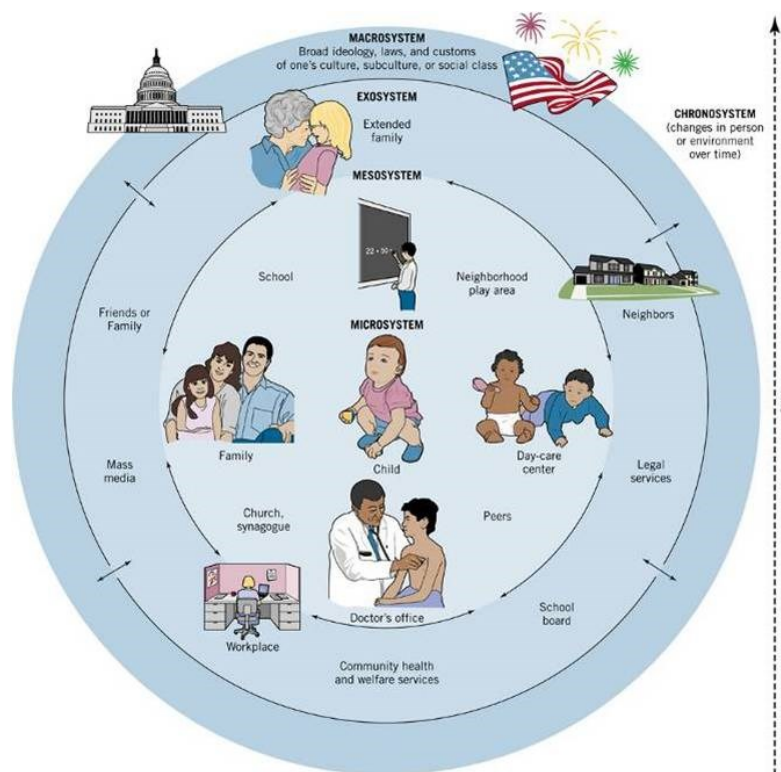 MACROSYSTEM
Broad ideology, laws, and customs
of one's culture, subculture, or social class
EXOSYSTEM
Extended
family
CHRONOSYSTEM
(changes in person
or environment
over time)
MESOSYSTEM
22 + 50 =
School
Neighborhood
play area
Friends or
Family
Neighbors
MICROSYSTEM
Family
Child
Day-care
center
Mass
media
Legal
services
Church,
synagogue
Peers
Doctor's office
School
board
Workplace
Community health
and welfare services